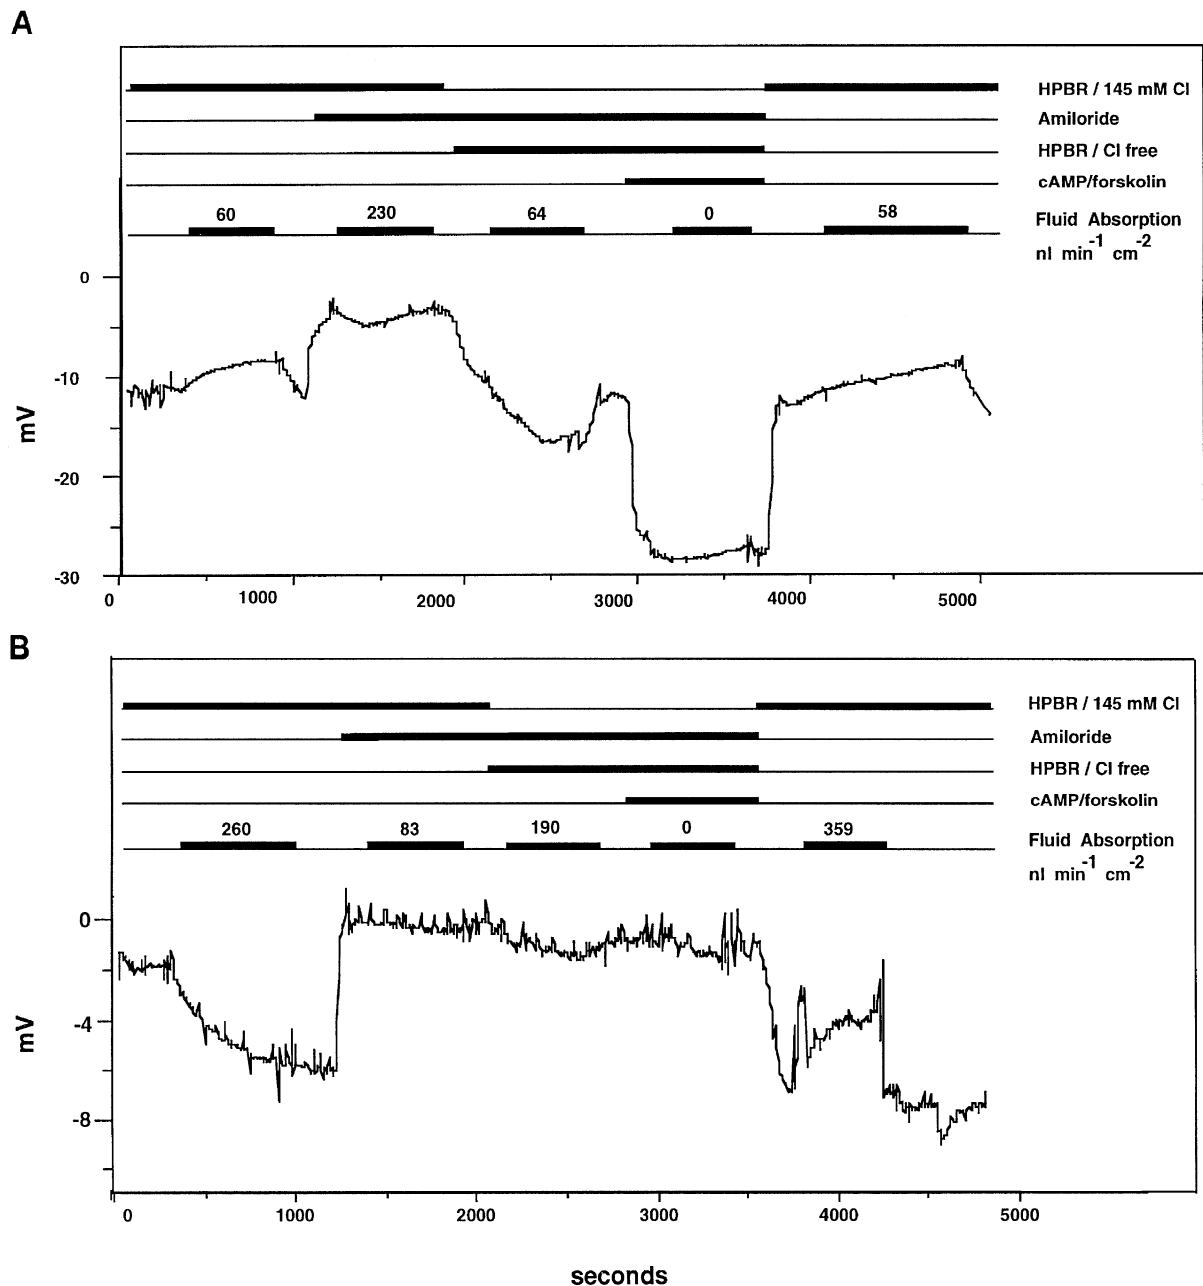 A
HPBR / 145 mM Cl
Amiloride
HPBR / Cl free
cAMP/forskolin
60 230 64 0 58
Fluid Absorption
nl min-1 cm-2
0
-10
-20
-30
mV
0 1000 2000 3000 4000 5000
B
HPBR / 145 mM Cl
Amiloride
HPBR / Cl free
cAMP/forskolin
260 83 190 0 359
Fluid Absorption
nl min-1 cm-2
0
-4
-8
mV
0 1000 2000 3000 4000 5000
seconds